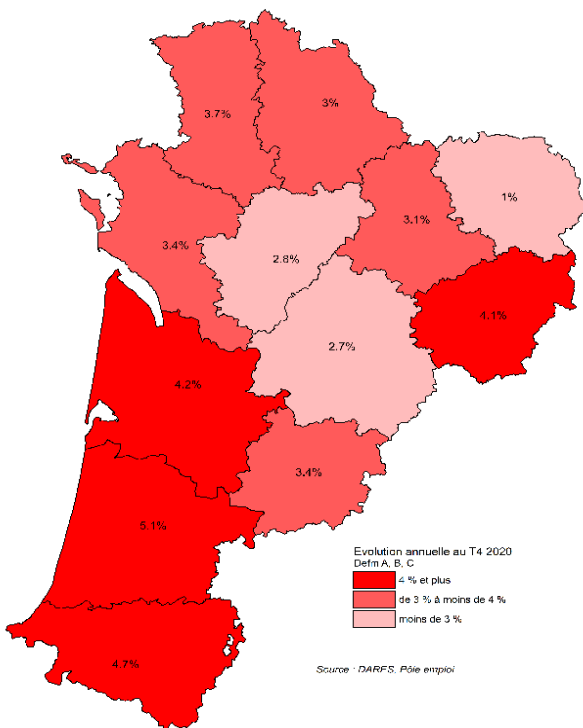 3.7%
3%
3.1%
1%
3.4%
2.8%
4.1%
2.7%
4.2%
3.4%
5.1%
4.7%
Evolution annuelle au T4 2020
Defm A, B, C
4 % et plus
de 3 % à moins de 4 %
moins de 3 %
Source : DARES, Pôle emploi